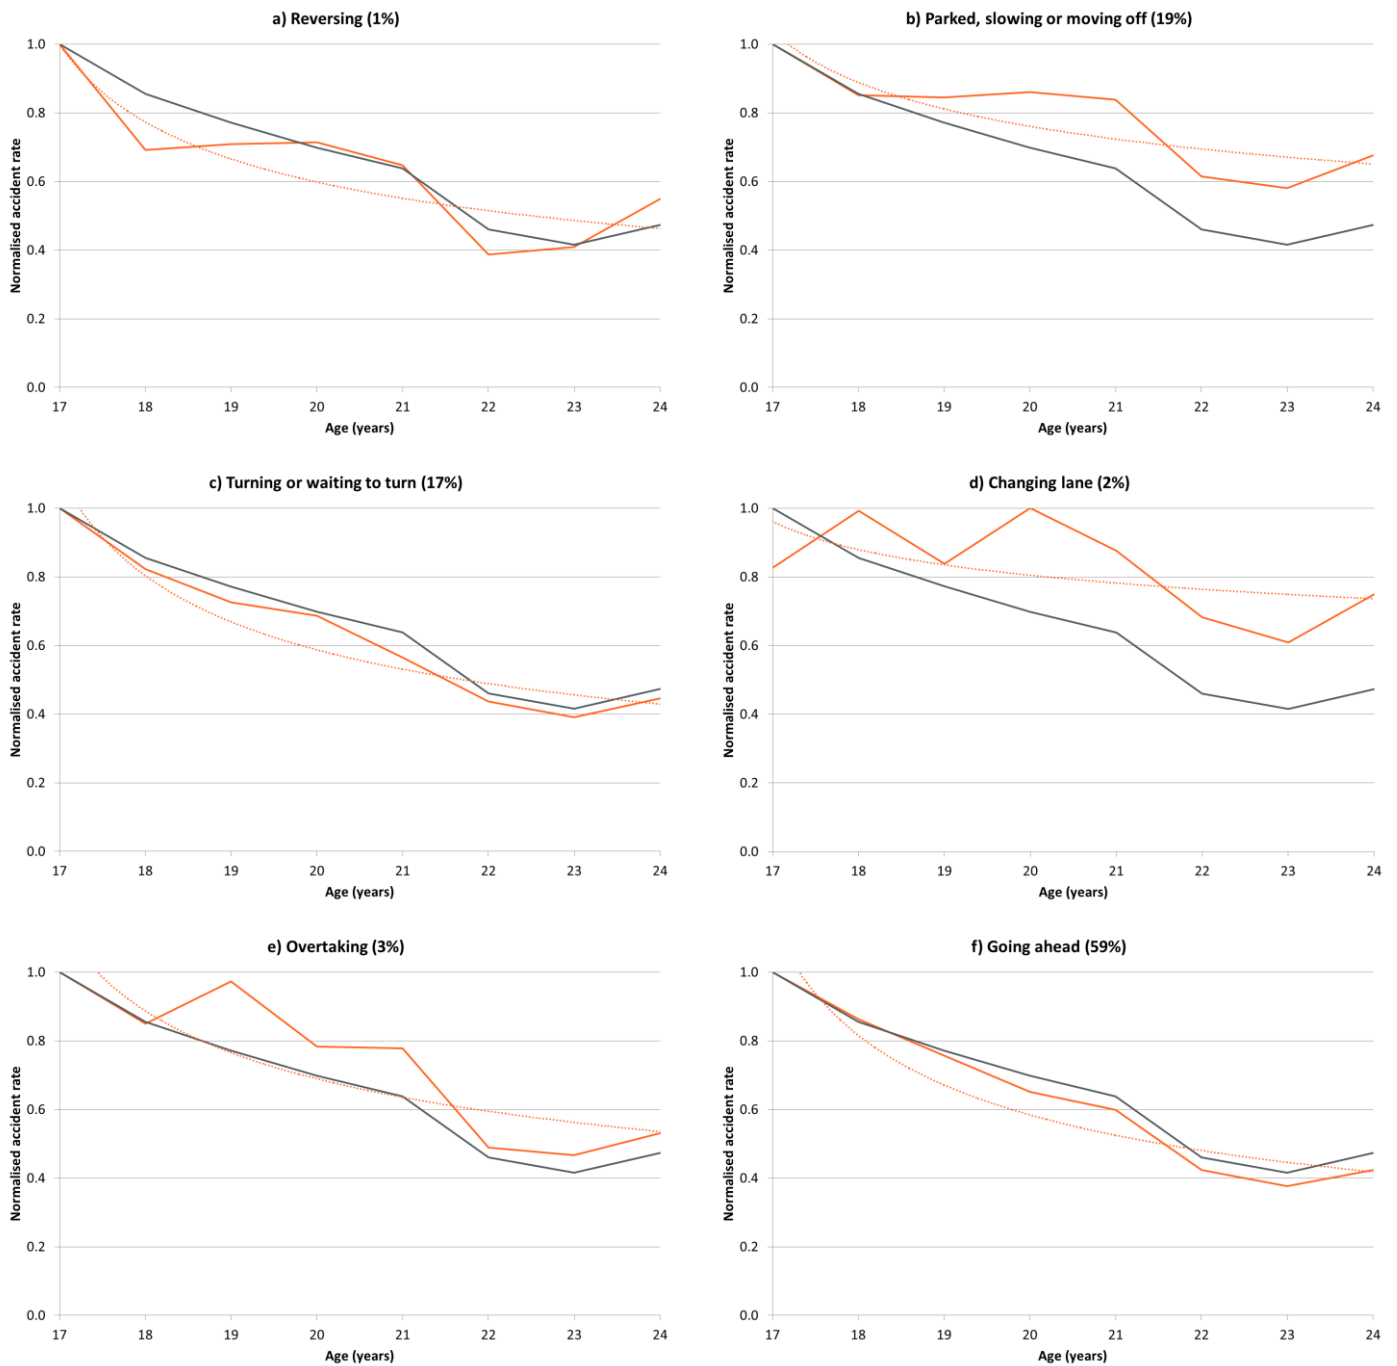 a) Reversing (1%)
1.0
0.8
0.6
0.4
0.2
0.0
Normalised accident rate
17 18 19 20 21 22 23 24
Age (years)
b) Parked, slowing or moving off (19%)
1.0
0.8
0.6
0.4
0.2
0.0
Normalised accident rate
17 18 19 20 21 22 23 24
Age (years)
c) Turning or waiting to turn (17%)
1.0
0.8
0.6
0.4
0.2
0.0
Normalised accident rate
17 18 19 20 21 22 23 24
Age (years)
d) Changing lane (2%)
1.0
0.8
0.6
0.4
0.2
0.0
Normalised accident rate
17 18 19 20 21 22 23 24
Age (years)
e) Overtaking (3%)
1.0
0.8
0.6
0.4
0.2
0.0
Normalised accident rate
17 18 19 20 21 22 23 24
Age (years)
f) Going ahead (59%)
1.0
0.8
0.6
0.4
0.2
0.0
Normalised accident rate
17 18 19 20 21 22 23 24
Age (years)